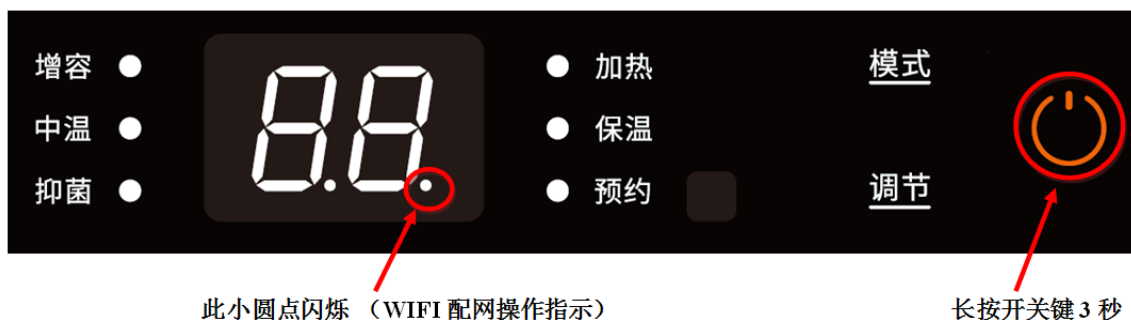 增容
中温
抑菌
8.8.
加热
保温
预约
模式
调节
此小圆点闪烁 （WIFI 配网操作指示）
长按开关键 3 秒